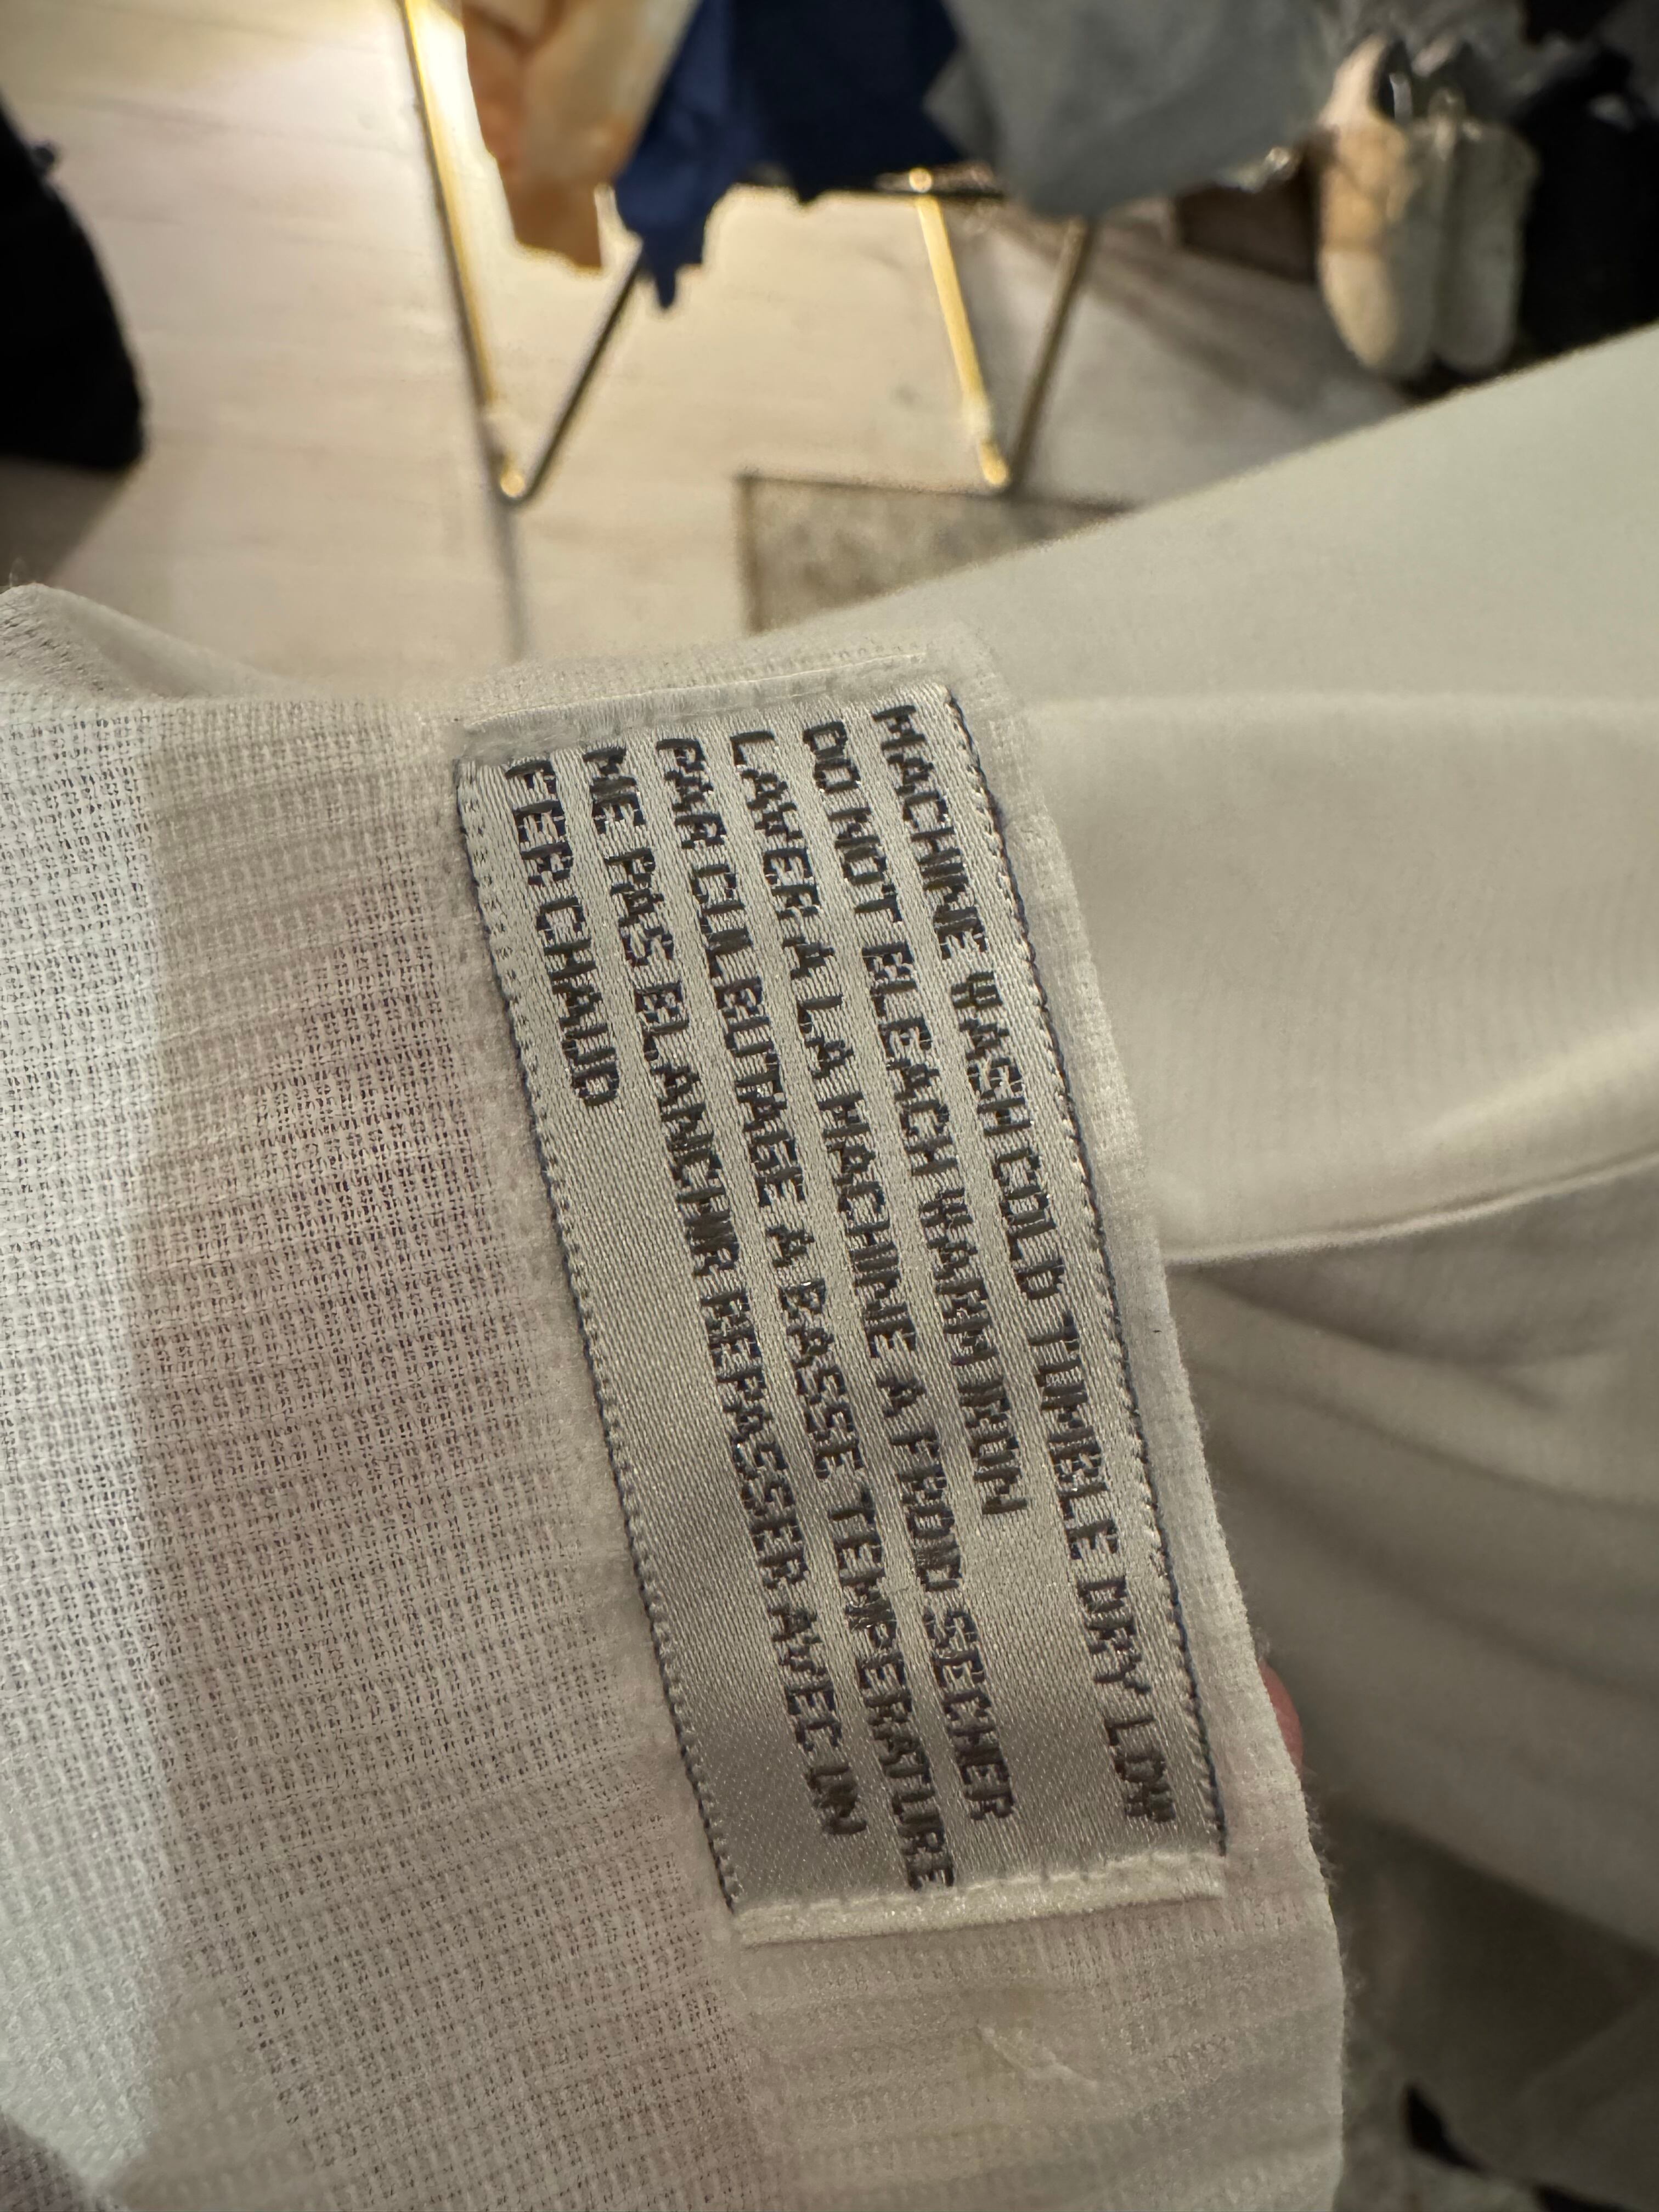 MACHINE WASH COLD TUMBLE DRY LOW
DO NOT BLEACH WARM IRON
LAVER A LA MACHINE A FROID SECHER
PAR CULBUTAGE A BASSE TEMPERATURE
NE PAS BLANCHIR REPASSER AVEC UN
FER CHAUD